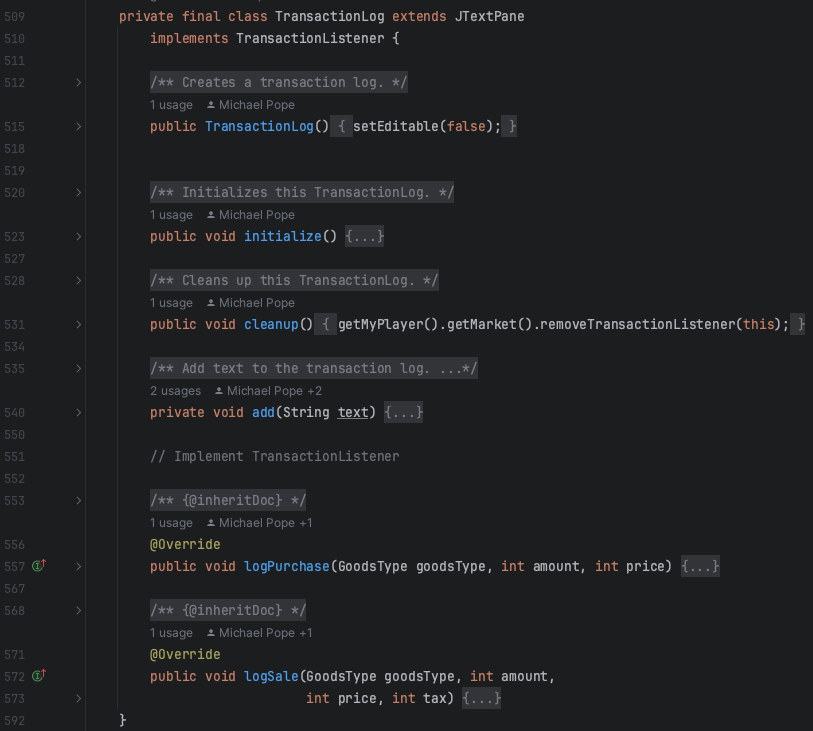 509 private final class TransactionLog extends JTextPane
510 implements TransactionListener {
511
512 /** Creates a transaction log. */
1 usage Michael Pope
515 public TransactionLog() { setEditable(false); }
518
519
520 /** Initializes this TransactionLog. */
1 usage Michael Pope
523 public void initialize() {...}
527
528 /** Cleans up this TransactionLog. */
1 usage Michael Pope
531 public void cleanup() { getMyPlayer().getMarket().removeTransactionListener(this); }
534
535 /** Add text to the transaction log. ...*/
2 usages Michael Pope +2
540 private void add(String text) {...}
550
551 // Implement TransactionListener
552
553 /** {@inheritDoc} */
1 usage Michael Pope +1
556 @Override
557 public void logPurchase(GoodsType goodsType, int amount, int price) {...}
567
568 /** {@inheritDoc} */
1 usage Michael Pope +1
571 @Override
572 public void logSale(GoodsType goodsType, int amount,
573 int price, int tax) {...}
592 }